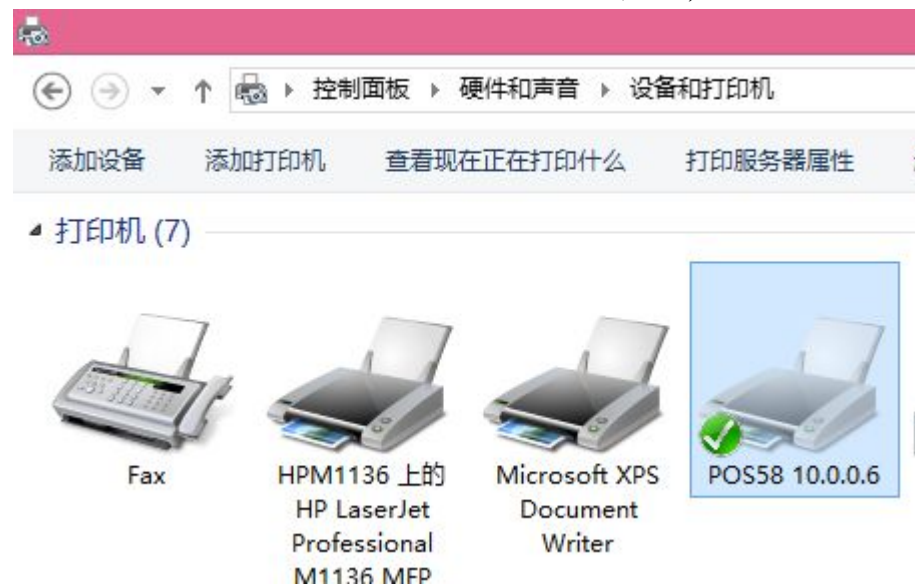 控制面板 ▸ 硬件和声音 ▸ 设备和打印机
添加设备 添加打印机 查看现在正在打印什么 打印服务器属性
打印机 (7)
Fax
HPM1136 上的
HP LaserJet
Professional
M1136 MFP
Microsoft XPS
Document
Writer
POS58 10.0.0.6